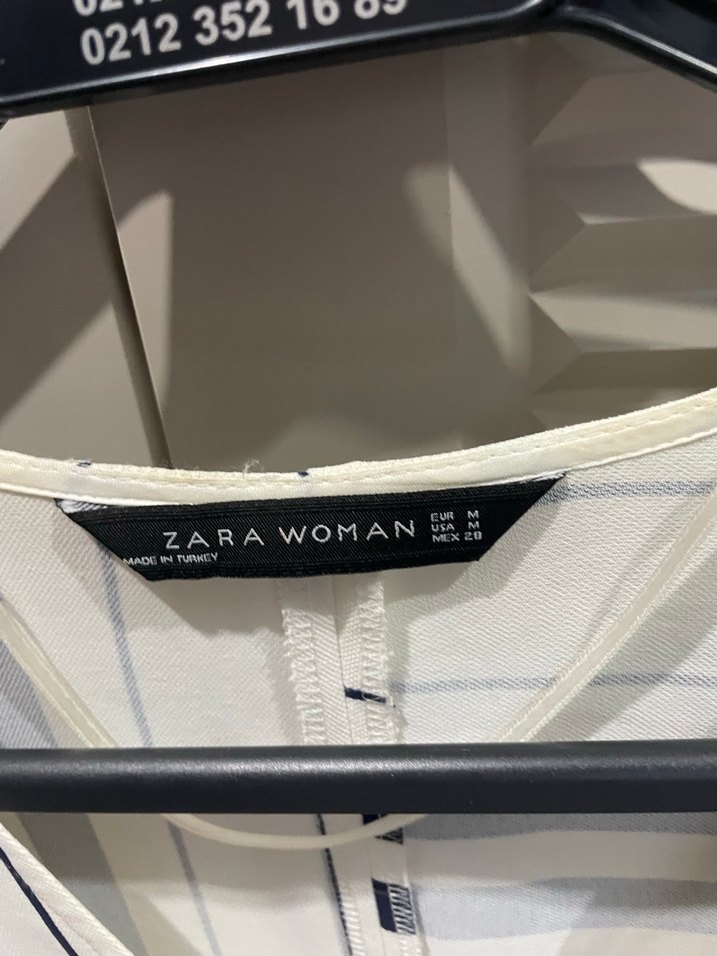 0212 352 16 89
ZARA WOMAN
EUR M
USA M
MEX 28
MADE IN TURKEY